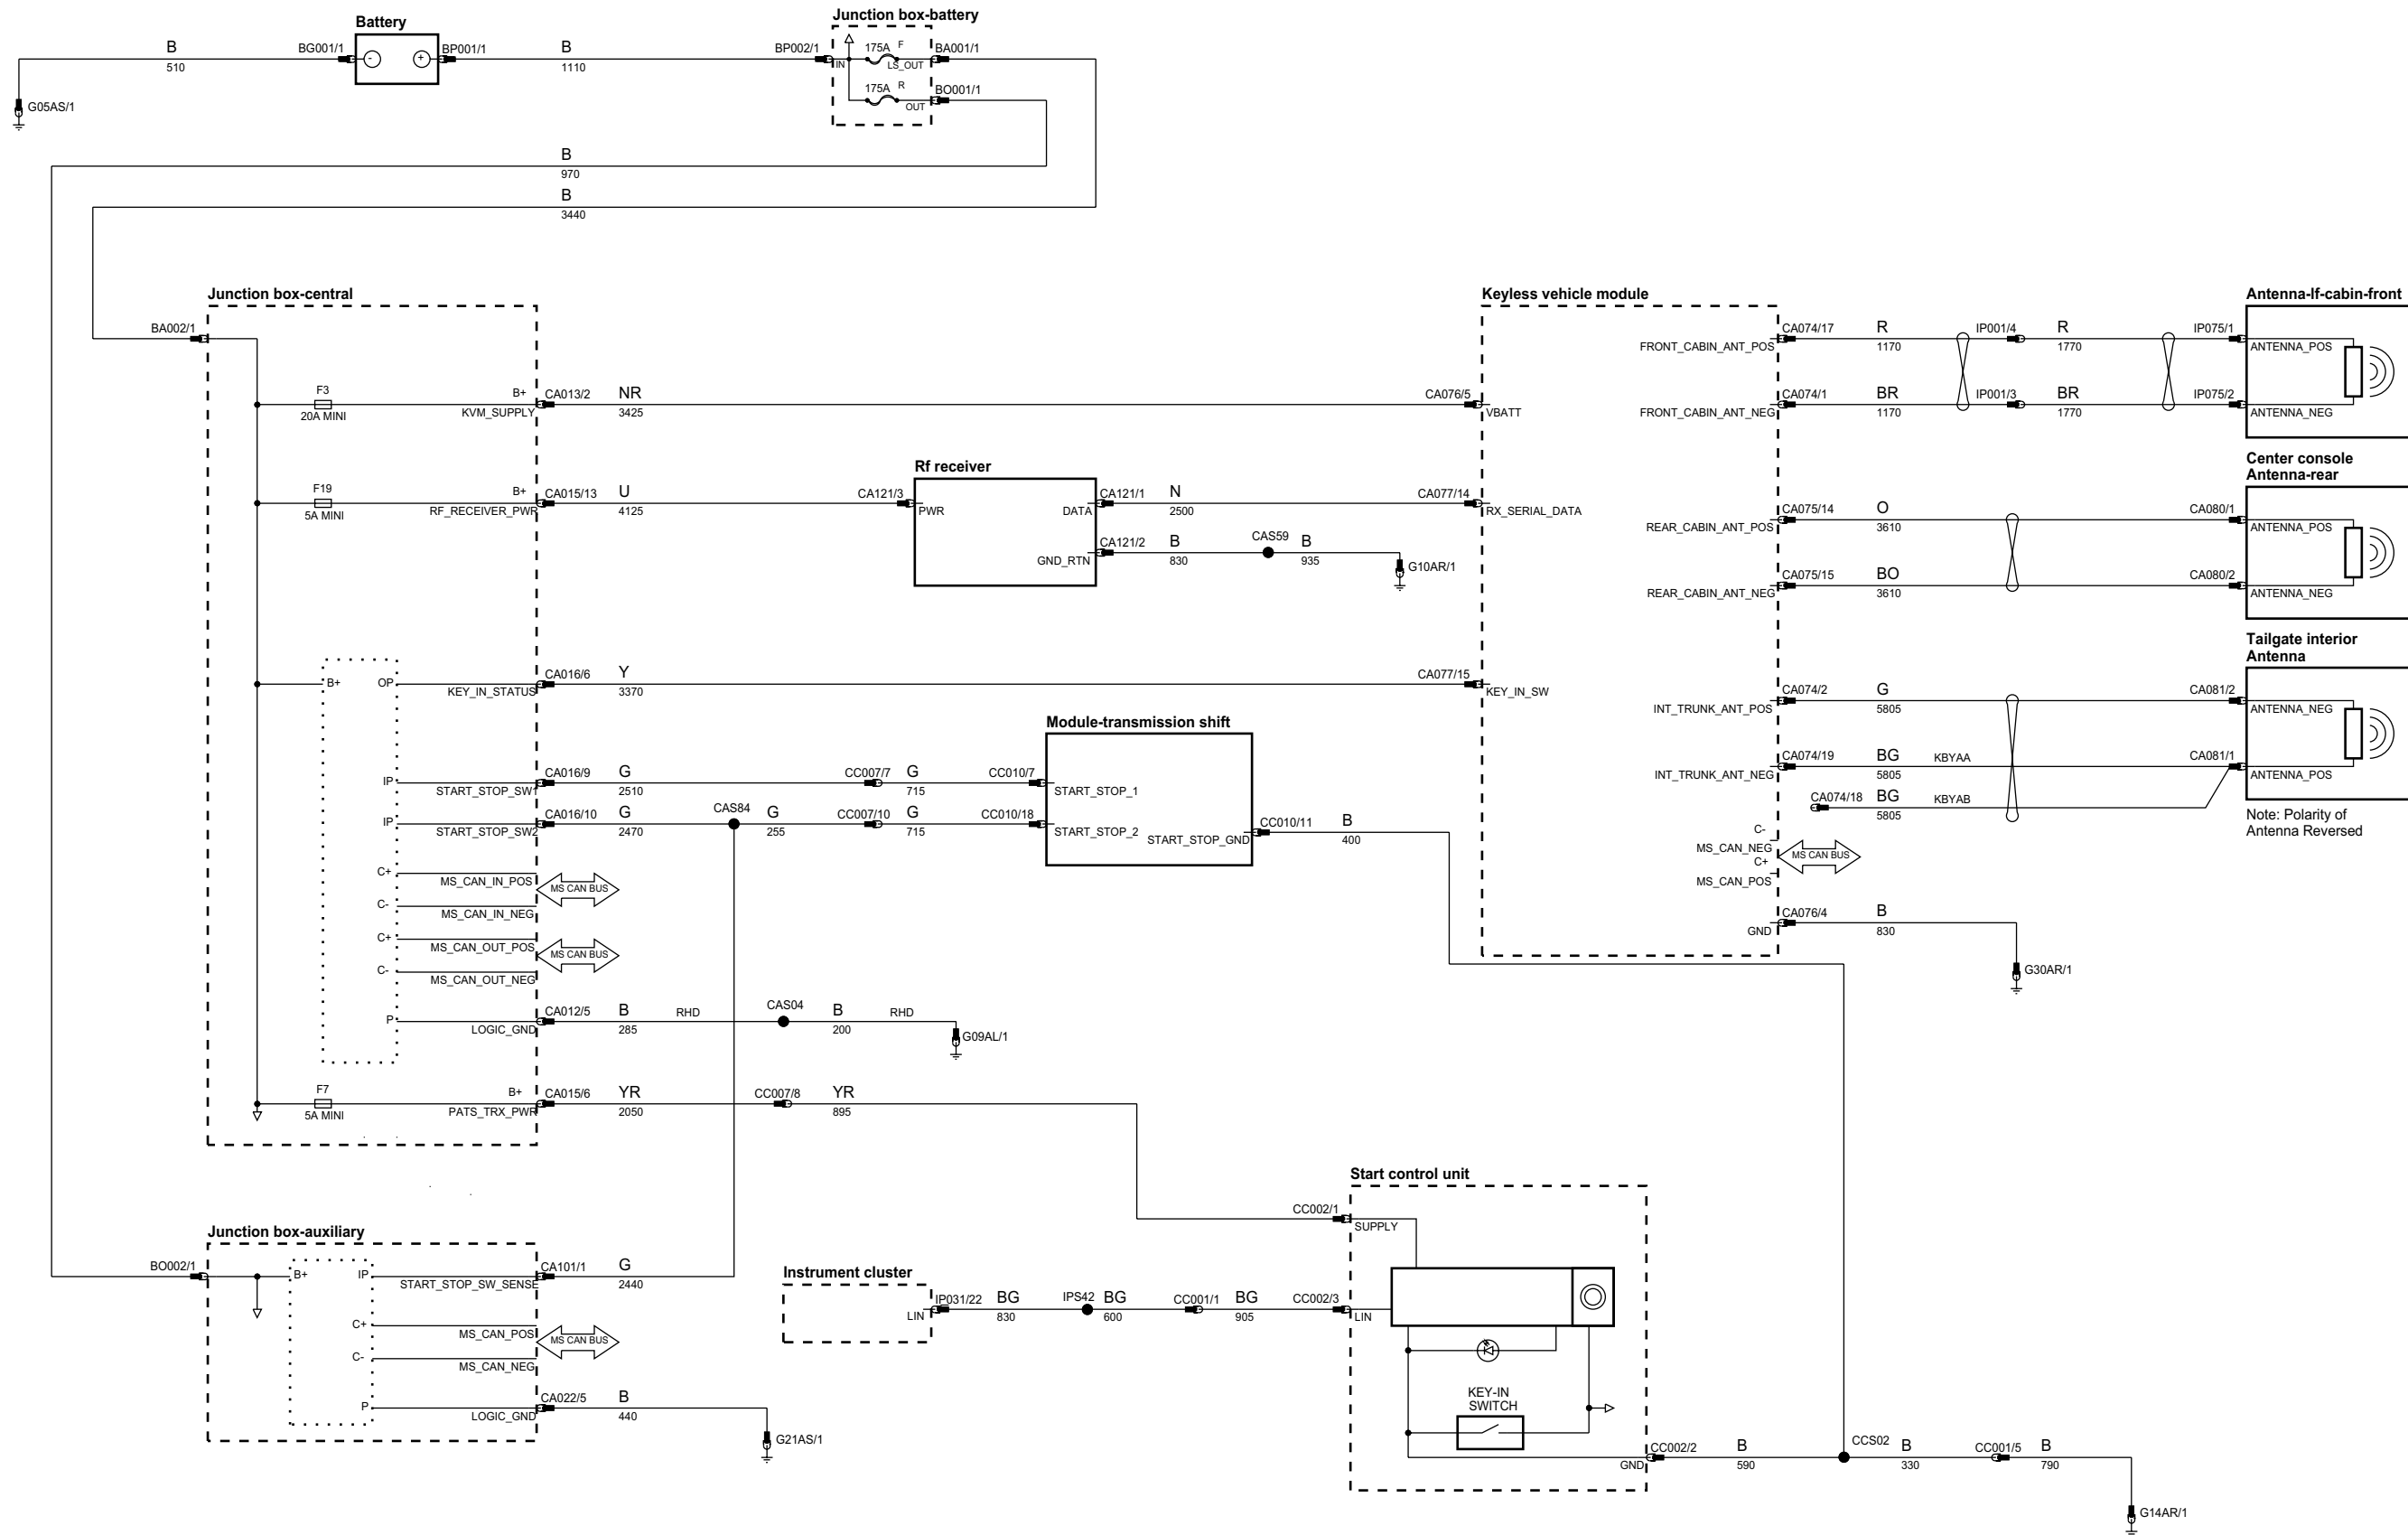 Battery
Junction box-battery
B
510
BG001/1
-
+
BP001/1
B
1110
BP002/1
IN
175A F
LS_OUT
BA001/1
175A R
OUT
BO001/1
G05AS/1
B
970
B
3440
Junction box-central
BA002/1
F3
20A MINI
B+
KVM_SUPPLY
CA013/2
NR
3425
CA076/5
F19
5A MINI
B+
RF_RECEIVER_PWR
CA015/13
U
4125
CA121/3
Rf receiver
PWR
DATA
GND_RTN
CA121/1
N
2500
CA077/14
CA121/2
B
830
CAS59
B
935
G10AR/1
B+
OP
KEY_IN_STATUS
CA016/6
Y
3370
CA077/15
IP
START_STOP_SW1
CA016/9
G
2510
CC007/7
G
715
CC010/7
IP
START_STOP_SW2
CA016/10
G
2470
CAS84
G
255
CC007/10
G
715
CC010/18
Module-transmission shift
START_STOP_1
START_STOP_2
START_STOP_GND
CC010/11
B
400
C+
MS_CAN_IN_POS
C-
MS_CAN_IN_NEG
MS CAN BUS
C+
MS_CAN_OUT_POS
C-
MS_CAN_OUT_NEG
MS CAN BUS
P
LOGIC_GND
CA012/5
B
285
RHD
CAS04
B
200
RHD
G09AL/1
F7
5A MINI
B+
PATS_TRX_PWR
CA015/6
YR
2050
CC007/8
YR
895
Keyless vehicle module
VBATT
RX_SERIAL_DATA
KEY_IN_SW
FRONT_CABIN_ANT_POS
CA074/17
R
1170
IP001/4
R
1770
IP075/1
FRONT_CABIN_ANT_NEG
CA074/1
BR
1170
IP001/3
BR
1770
IP075/2
Antenna-lf-cabin-front
ANTENNA_POS
ANTENNA_NEG
REAR_CABIN_ANT_POS
CA075/14
O
3610
CA080/1
REAR_CABIN_ANT_NEG
CA075/15
BO
3610
CA080/2
Center console
Antenna-rear
ANTENNA_POS
ANTENNA_NEG
INT_TRUNK_ANT_POS
CA074/2
G
5805
CA081/2
INT_TRUNK_ANT_NEG
CA074/19
BG
5805
KBYAA
CA081/1
CA074/18
BG
5805
KBYAB
Tailgate interior
Antenna
ANTENNA_NEG
ANTENNA_POS
Note: Polarity of
Antenna Reversed
C-
MS_CAN_NEG
C+
MS_CAN_POS
MS CAN BUS
GND
CA076/4
B
830
G30AR/1
Junction box-auxiliary
BO002/1
B+
IP
START_STOP_SW_SENSE
CA101/1
G
2440
C+
MS_CAN_POS
C-
MS_CAN_NEG
MS CAN BUS
P
LOGIC_GND
CA022/5
B
440
G21AS/1
Instrument cluster
LIN
IP031/22
BG
830
IPS42
BG
600
CC001/1
BG
905
CC002/3
Start control unit
CC002/1
SUPPLY
LIN
KEY-IN
SWITCH
GND
CC002/2
B
590
CCS02
B
330
CC001/5
B
790
G14AR/1